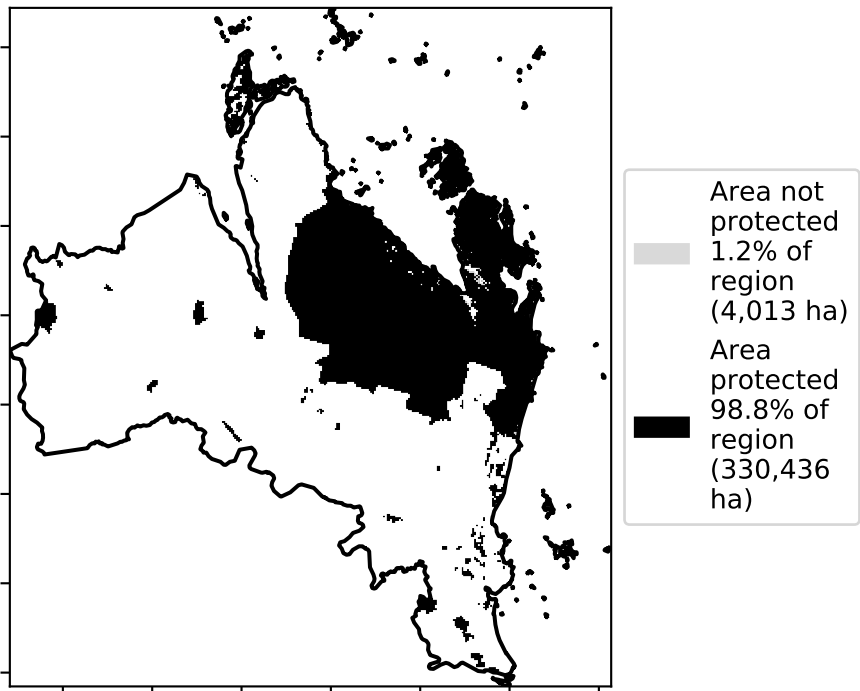 Area not
protected
1.2% of
region
(4,013 ha)
Area
protected
98.8% of
region
(330,436
ha)